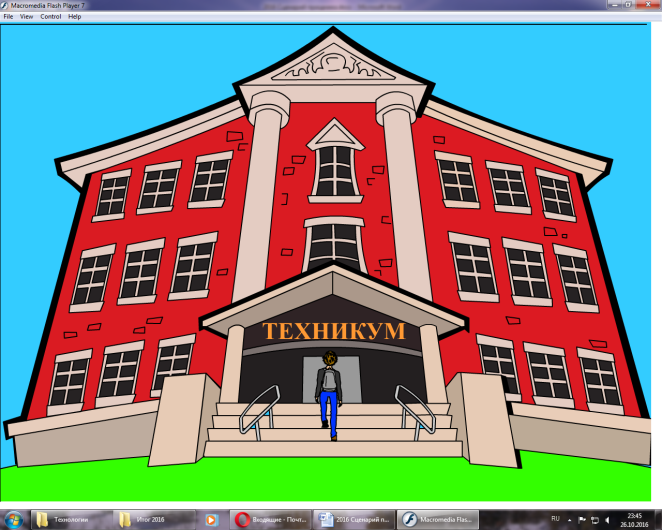 Macromedia Flash Player 7
File View Control Help
ТЕХНИКУМ
Технологии
Итог 2016
Входящие - Почт...
2016 Сценарий п...
Macromedia Flas...
RU
23:45
26.10.2016